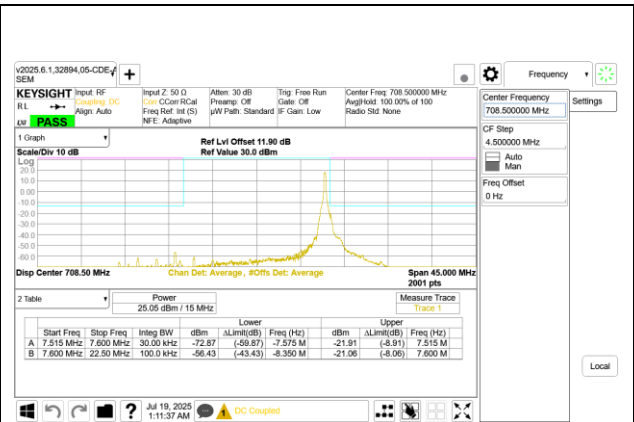 v2025.6.1,32894,05-CDE
SEM
+
Frequency
KEYSIGHT Input: RF Input Z: 50 Ω Atten: 30 dB Trig: Free Run Center Freq: 708.500000 MHz
RL Coupling: DC Corr CCorr RCal Preamp: Off Gate: Off Avg|Hold: 100.00% of 100
Align: Auto Freq Ref: Int (S) µW Path: Standard IF Gain: Low Radio Std: None
PASS NFE: Adaptive
Center Frequency
708.500000 MHz
Settings
CF Step
4.500000 MHz
Auto
Man
Freq Offset
0 Hz
1 Graph
Ref Lvl Offset 11.90 dB
Scale/Div 10 dB Ref Value 30.0 dBm
Log
20.0
10.0
0.00
-10.0
-20.0
-30.0
-40.0
-50.0
-60.0
Disp Center 708.50 MHz Chan Det: Average, #Offs Det: Average Span 45.000 MHz
2001 pts
2 Table Power Measure Trace
25.05 dBm / 15 MHz Trace 1
Lower Upper
Start Freq Stop Freq Integ BW dBm ΔLimit(dB) Freq (Hz) dBm ΔLimit(dB) Freq (Hz)
A 7.515 MHz 7.600 MHz 30.00 kHz -72.87 (-59.87) -7.575 M -21.91 (-8.91) 7.515 M
B 7.600 MHz 22.50 MHz 100.0 kHz -56.43 (-43.43) -8.350 M -21.06 (-8.06) 7.600 M
Local
? Jul 19, 2025
1:11:37 AM
DC Coupled